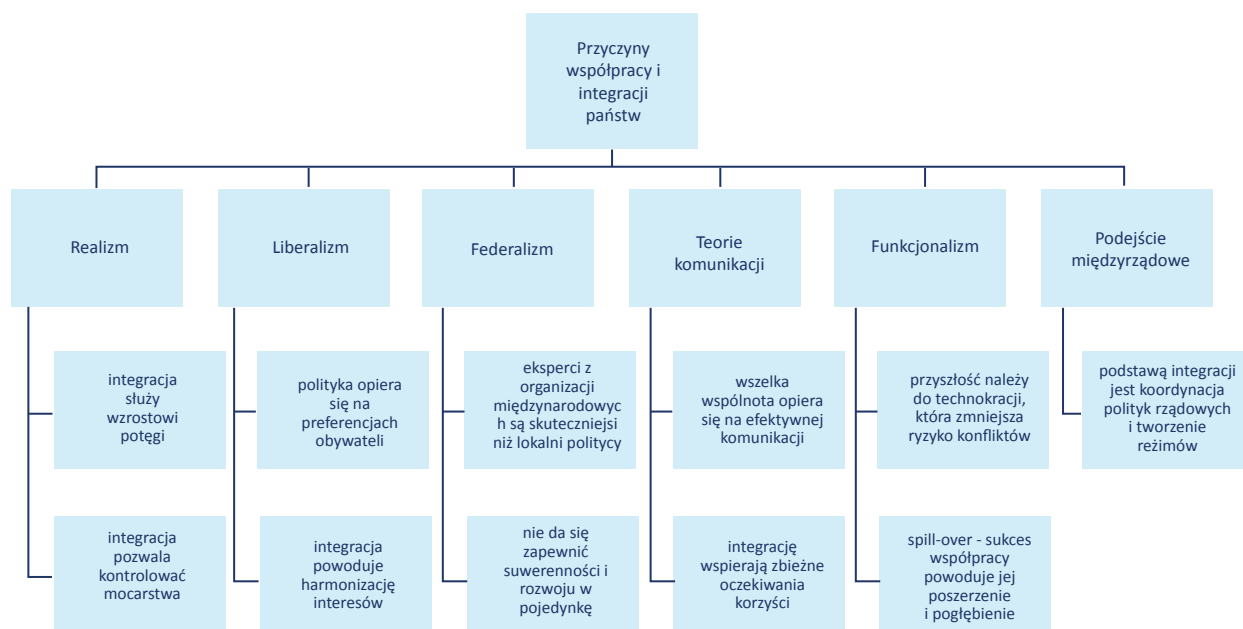 Przyczyny
współpracy i
integracji
państw
Realizm
Liberalizm
Federalizm
Teorie
komunikacji
Funkcjonalizm
Podejście
międzyrządowe
integracja
służy
wzrostowi
potęgi
polityka opiera
się na
preferencjach
obywateli
eksperci z
organizacji
międzynarodowyc
h są skuteczniejsi
niż lokalni politycy
wszelka
wspólnota opiera
się na efektywnej
komunikacji
przyszłość należy
do technokracji,
która zmniejsza
ryzyko konfliktów
podstawą integracji
jest koordynacja
polityk rządowych
i tworzenie
reżimów
integracja
pozwala
kontrolować
mocarstwa
integracja
powoduje
harmonizację
interesów
nie da się
zapewnić
suwerenności i
rozwoju w
pojedynkę
integrację
wspierają zbieżne
oczekiwania
korzyści
spill-over - sukces
współpracy
powoduje jej
poszerzenie
i pogłębienie